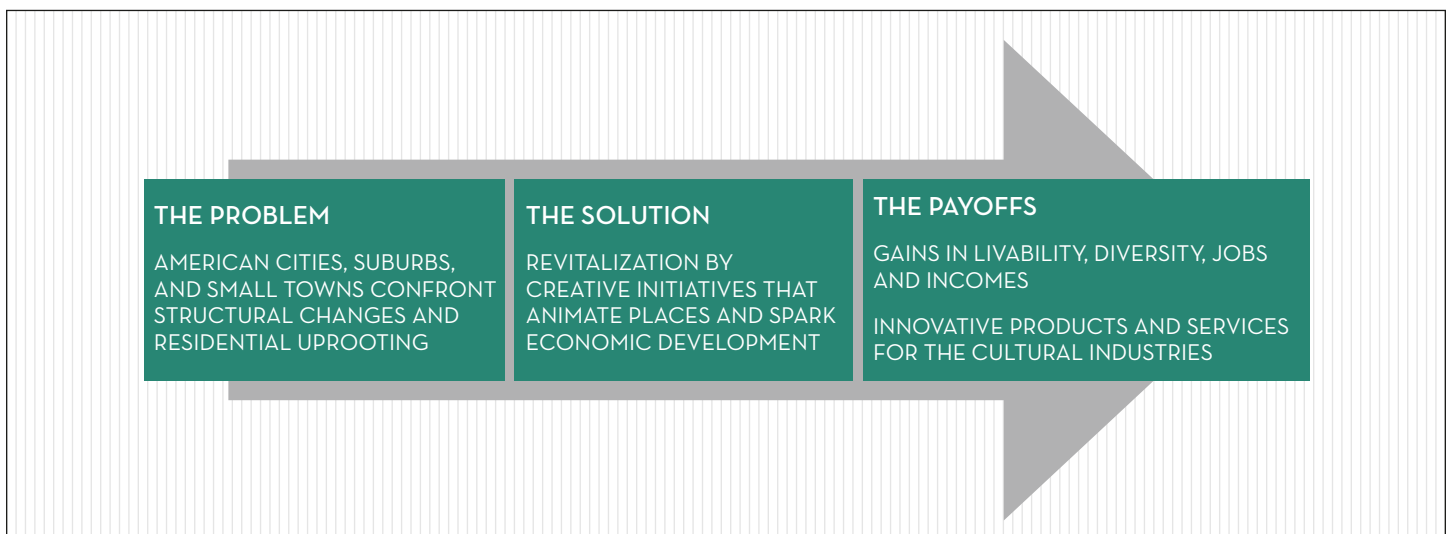 THE PROBLEM
AMERICAN CITIES, SUBURBS,
AND SMALL TOWNS CONFRONT
STRUCTURAL CHANGES AND
RESIDENTIAL UPROOTING
THE SOLUTION
REVITALIZATION BY
CREATIVE INITIATIVES THAT
ANIMATE PLACES AND SPARK
ECONOMIC DEVELOPMENT
THE PAYOFFS
GAINS IN LIVABILITY, DIVERSITY, JOBS
AND INCOMES
INNOVATIVE PRODUCTS AND SERVICES
FOR THE CULTURAL INDUSTRIES